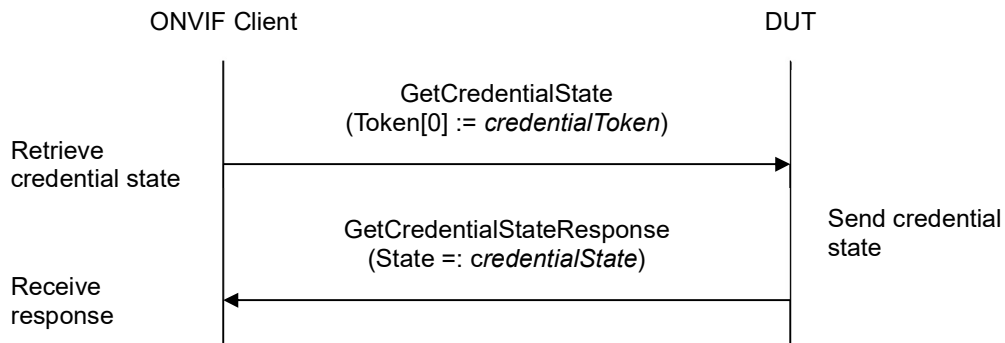 ONVIF Client
DUT
GetCredentialState
(Token[0] := credentialToken)
Retrieve
credential state
GetCredentialStateResponse
(State =: credentialState)
Send credential
state
Receive
response